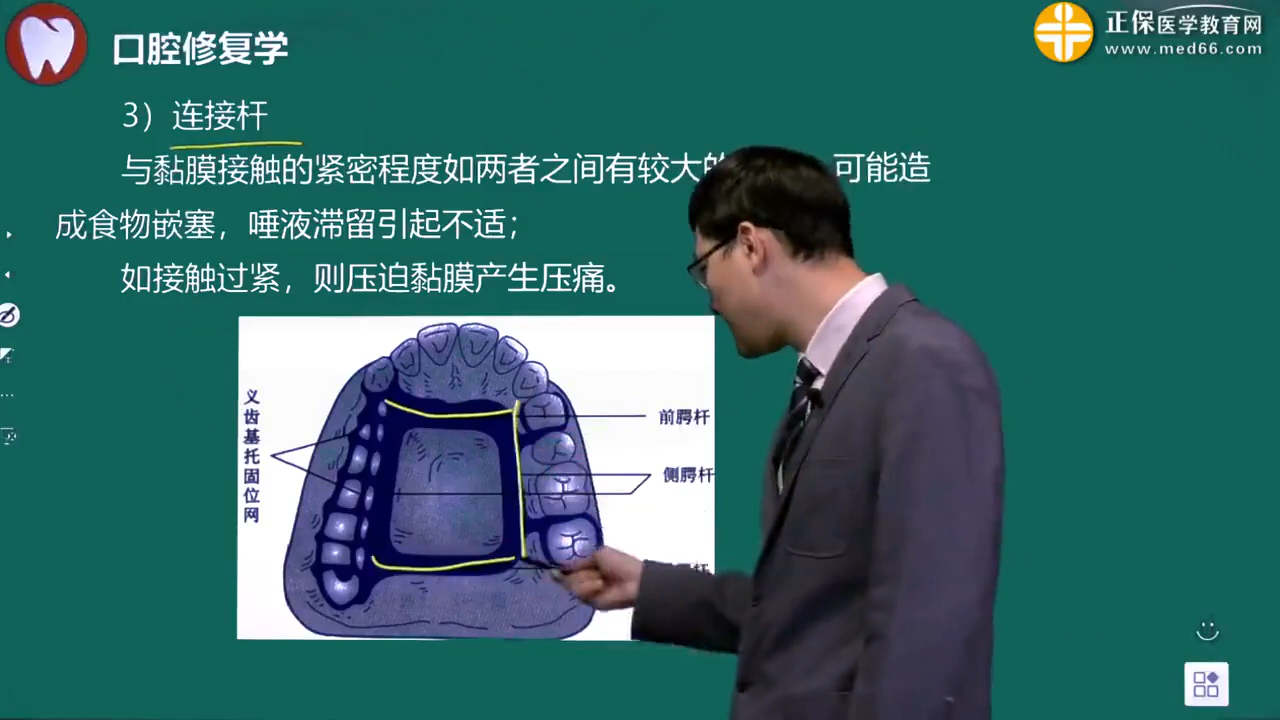 口腔修复学
正保医学教育网
www.med66.com
3）连接杆
与黏膜接触的紧密程度如两者之间有较大的 可能造
成食物嵌塞，唾液滞留引起不适；
如接触过紧，则压迫黏膜产生压痛。
义齿基托固位网
前腭杆
侧腭杆
杆